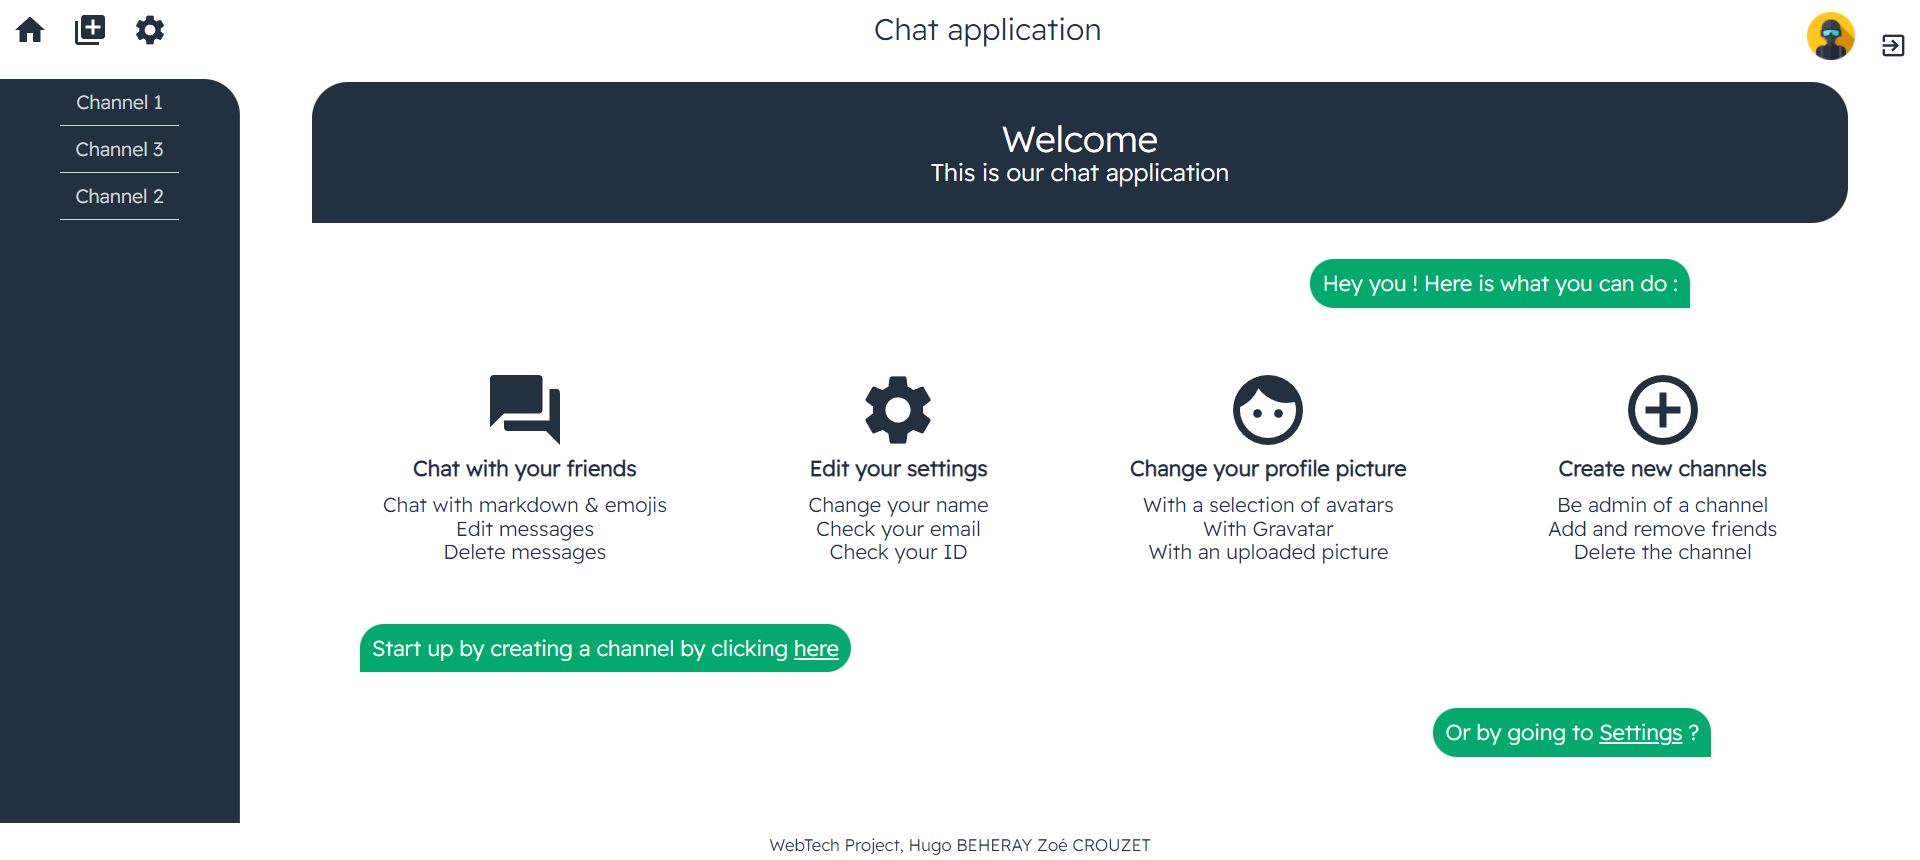 Chat application
Channel 1
Channel 3
Channel 2
Welcome
This is our chat application
Hey you ! Here is what you can do :
Chat with your friends
Chat with markdown & emojis
Edit messages
Delete messages
Edit your settings
Change your name
Check your email
Check your ID
Change your profile picture
With a selection of avatars
With Gravatar
With an uploaded picture
Create new channels
Be admin of a channel
Add and remove friends
Delete the channel
Start up by creating a channel by clicking here
Or by going to Settings ?
WebTech Project, Hugo BEHERAY Zoé CROUZET